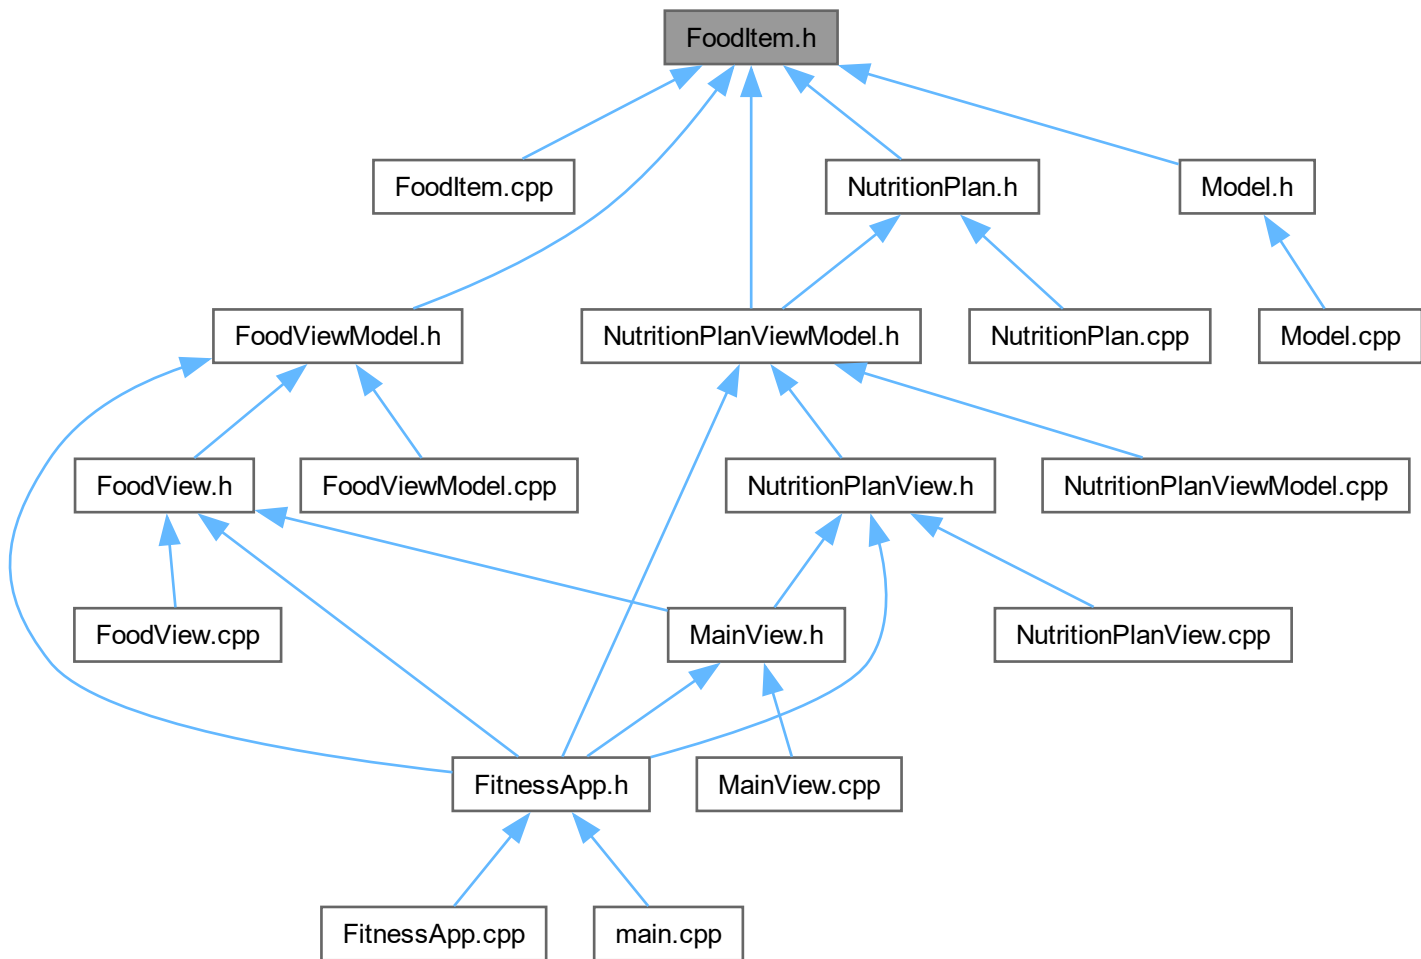 FoodItem.h
FoodItem.cpp
NutritionPlan.h
Model.h
FoodViewModel.h
NutritionPlanViewModel.h
NutritionPlan.cpp
Model.cpp
FoodView.h
FoodViewModel.cpp
NutritionPlanView.h
NutritionPlanViewModel.cpp
FoodView.cpp
MainView.h
NutritionPlanView.cpp
FitnessApp.h
MainView.cpp
FitnessApp.cpp
main.cpp